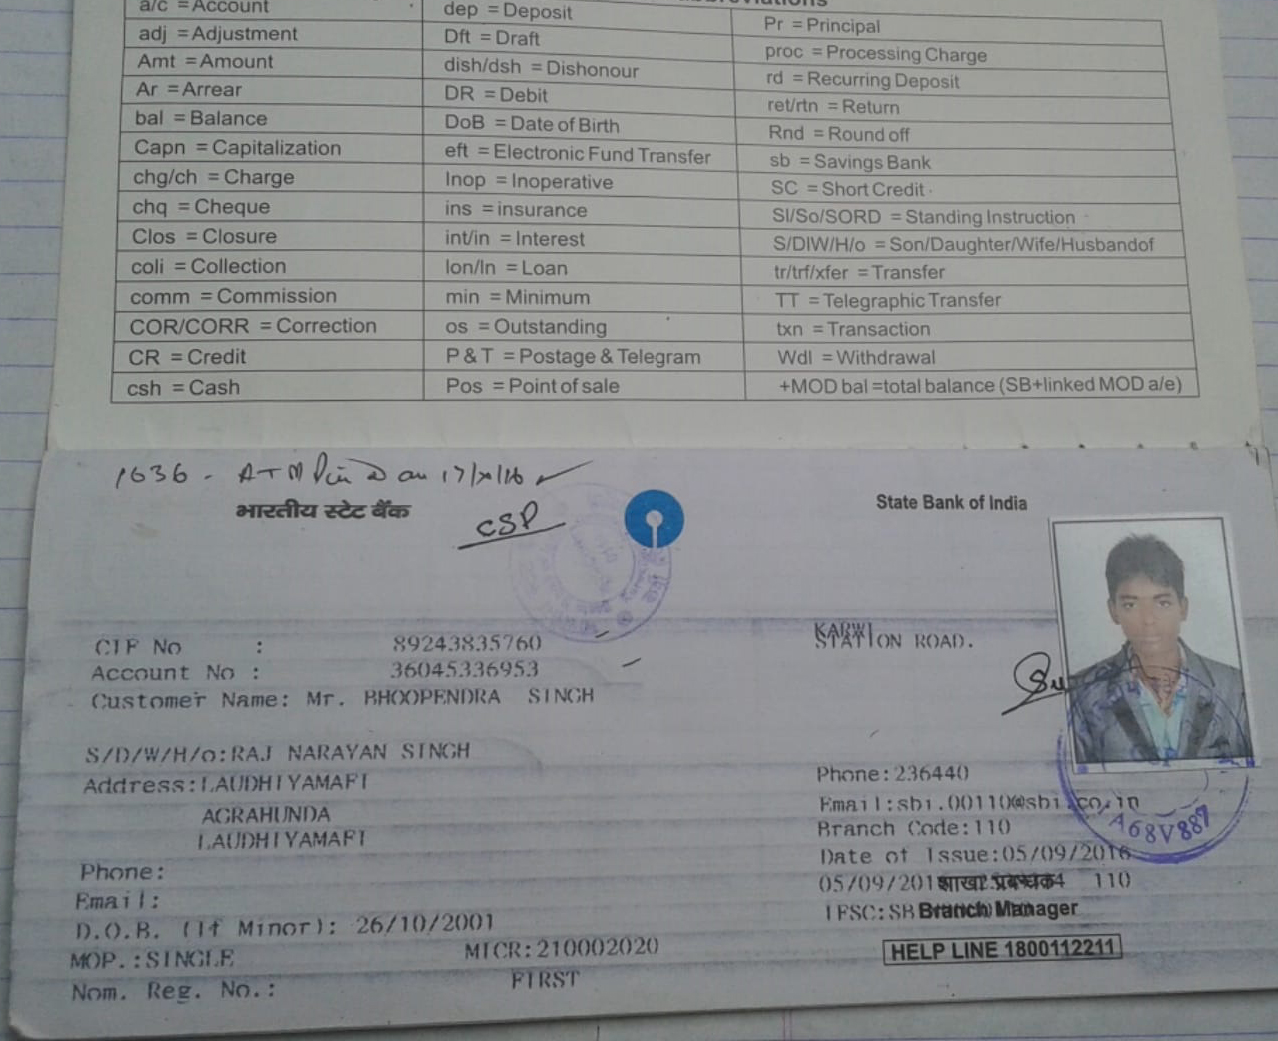 a/c = Account
adj = Adjustment
Amt = Amount
Ar = Arrear
bal = Balance
Capn = Capitalization
chg/ch = Charge
chq = Cheque
Clos = Closure
coli = Collection
comm = Commission
COR/CORR = Correction
CR = Credit
csh = Cash
dep = Deposit
Dft = Draft
dish/dsh = Dishonour
DR = Debit
DoB = Date of Birth
eft = Electronic Fund Transfer
Inop = Inoperative
ins = insurance
int/in = Interest
lon/ln = Loan
min = Minimum
os = Outstanding
P & T = Postage & Telegram
Pos = Point of sale
Pr = Principal
proc = Processing Charge
rd = Recurring Deposit
ret/rtn = Return
Rnd = Round off
sb = Savings Bank
SC = Short Credit
SI/So/SORD = Standing Instruction
S/DIW/H/o = Son/Daughter/Wife/Husbandof
tr/trf/xfer = Transfer
TT = Telegraphic Transfer
txn = Transaction
Wdl = Withdrawal
+MOD bal =total balance (SB+linked MOD a/e)
1636 - ATM Pin
भारतीय स्टेट बैंक
CSP
State Bank of India
CIF No : 89243835760
Account No : 36045336953
Customer Name: Mr. BHOOPENDRA SINGH
S/D/W/H/o:RAJ NARAYAN SINGH
Address:LAUDHIYAMAFI
AGRAHUNDA
LAUDHIYAMAFI
Phone:
Email:
D.O.B. (If Minor): 26/10/2001
MOP.:SINGLE
MICR:210002020
Nom. Reg. No.:
FIRST
KARWI
STATION ROAD.
Phone:236440
Email:sbi.00110@sbi.co.in
Branch Code:110
Date of Issue:05/09/2016
05/09/201
शाखा प्रबन्धक
110
IFSC:SB
Branch Manager
HELP LINE 1800112211
1A68V887